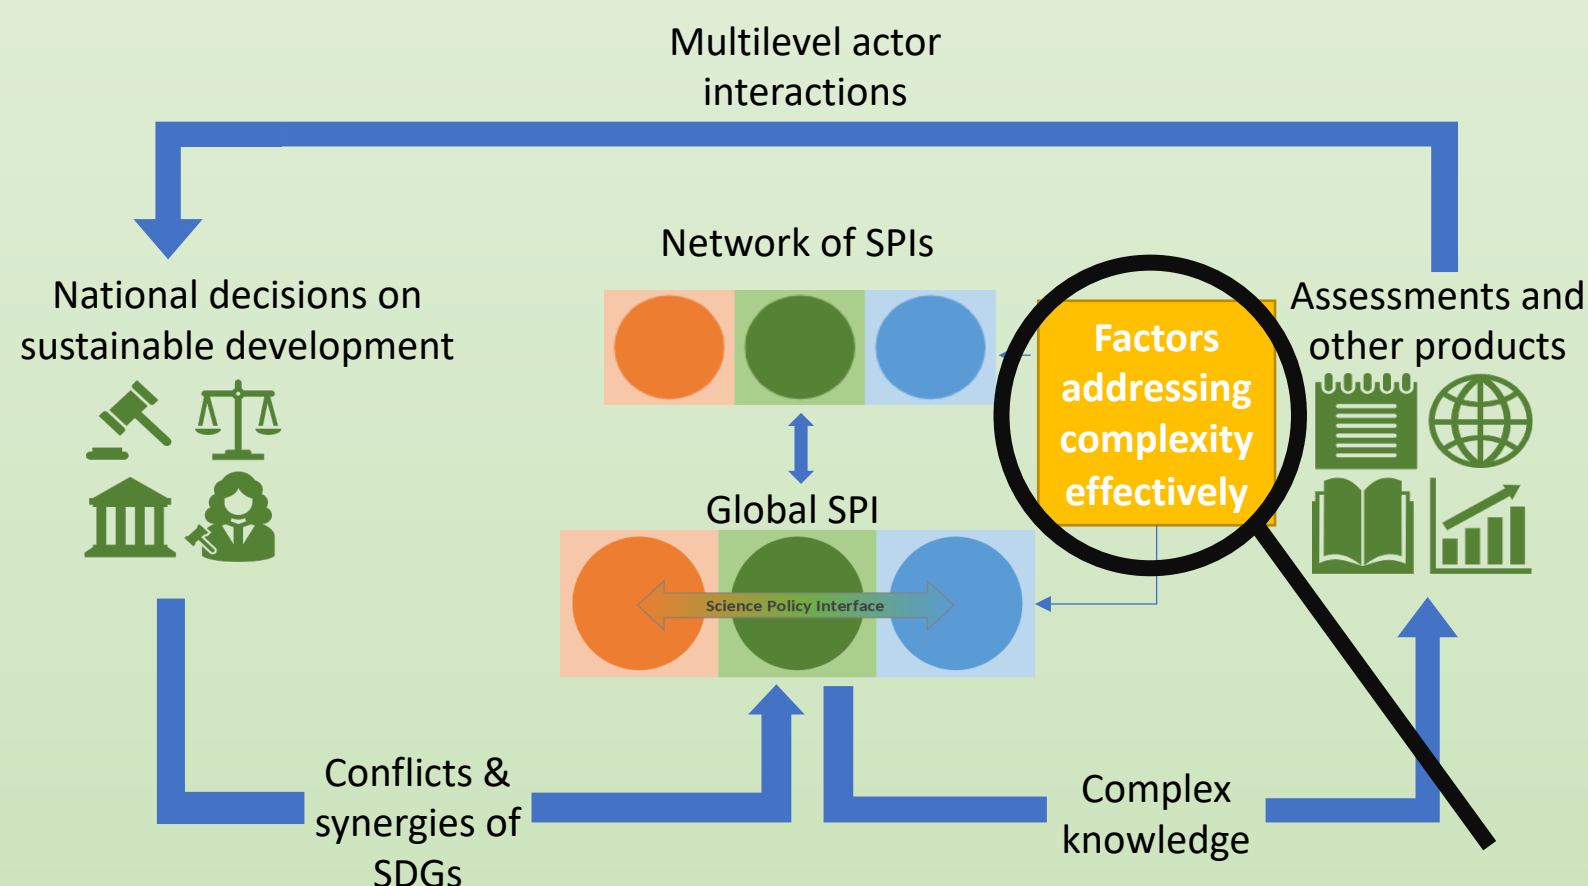 Multilevel actor
interactions
Network of SPIs
National decisions on
sustainable development
Factors
addressing
complexity
effectively
Assessments and
other products
Global SPI
Science Policy Interface
Conflicts &
synergies of
SDGs
Complex
knowledge